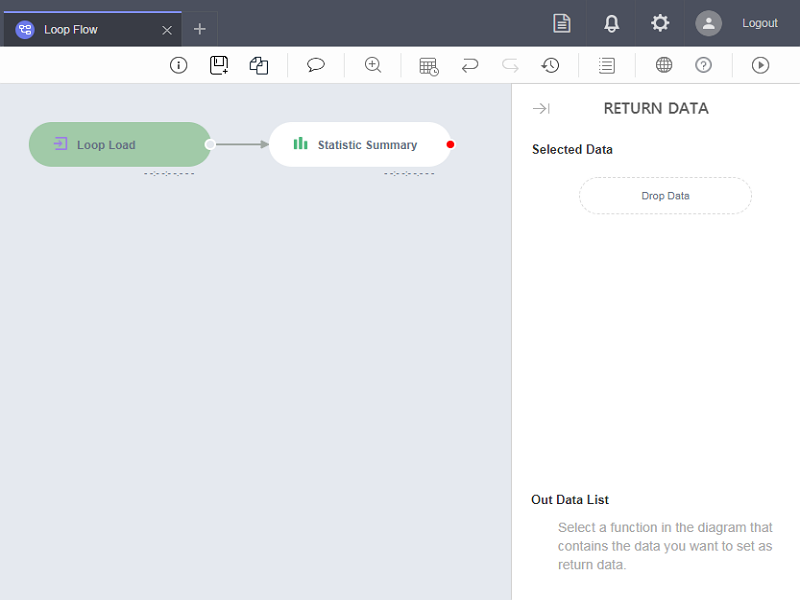 Loop Flow
Logout
RETURN DATA
Loop Load
Statistic Summary
--:--:--.---
--:--:--.---
Selected Data
Drop Data
Out Data List
Select a function in the diagram that
contains the data you want to set as
return data.